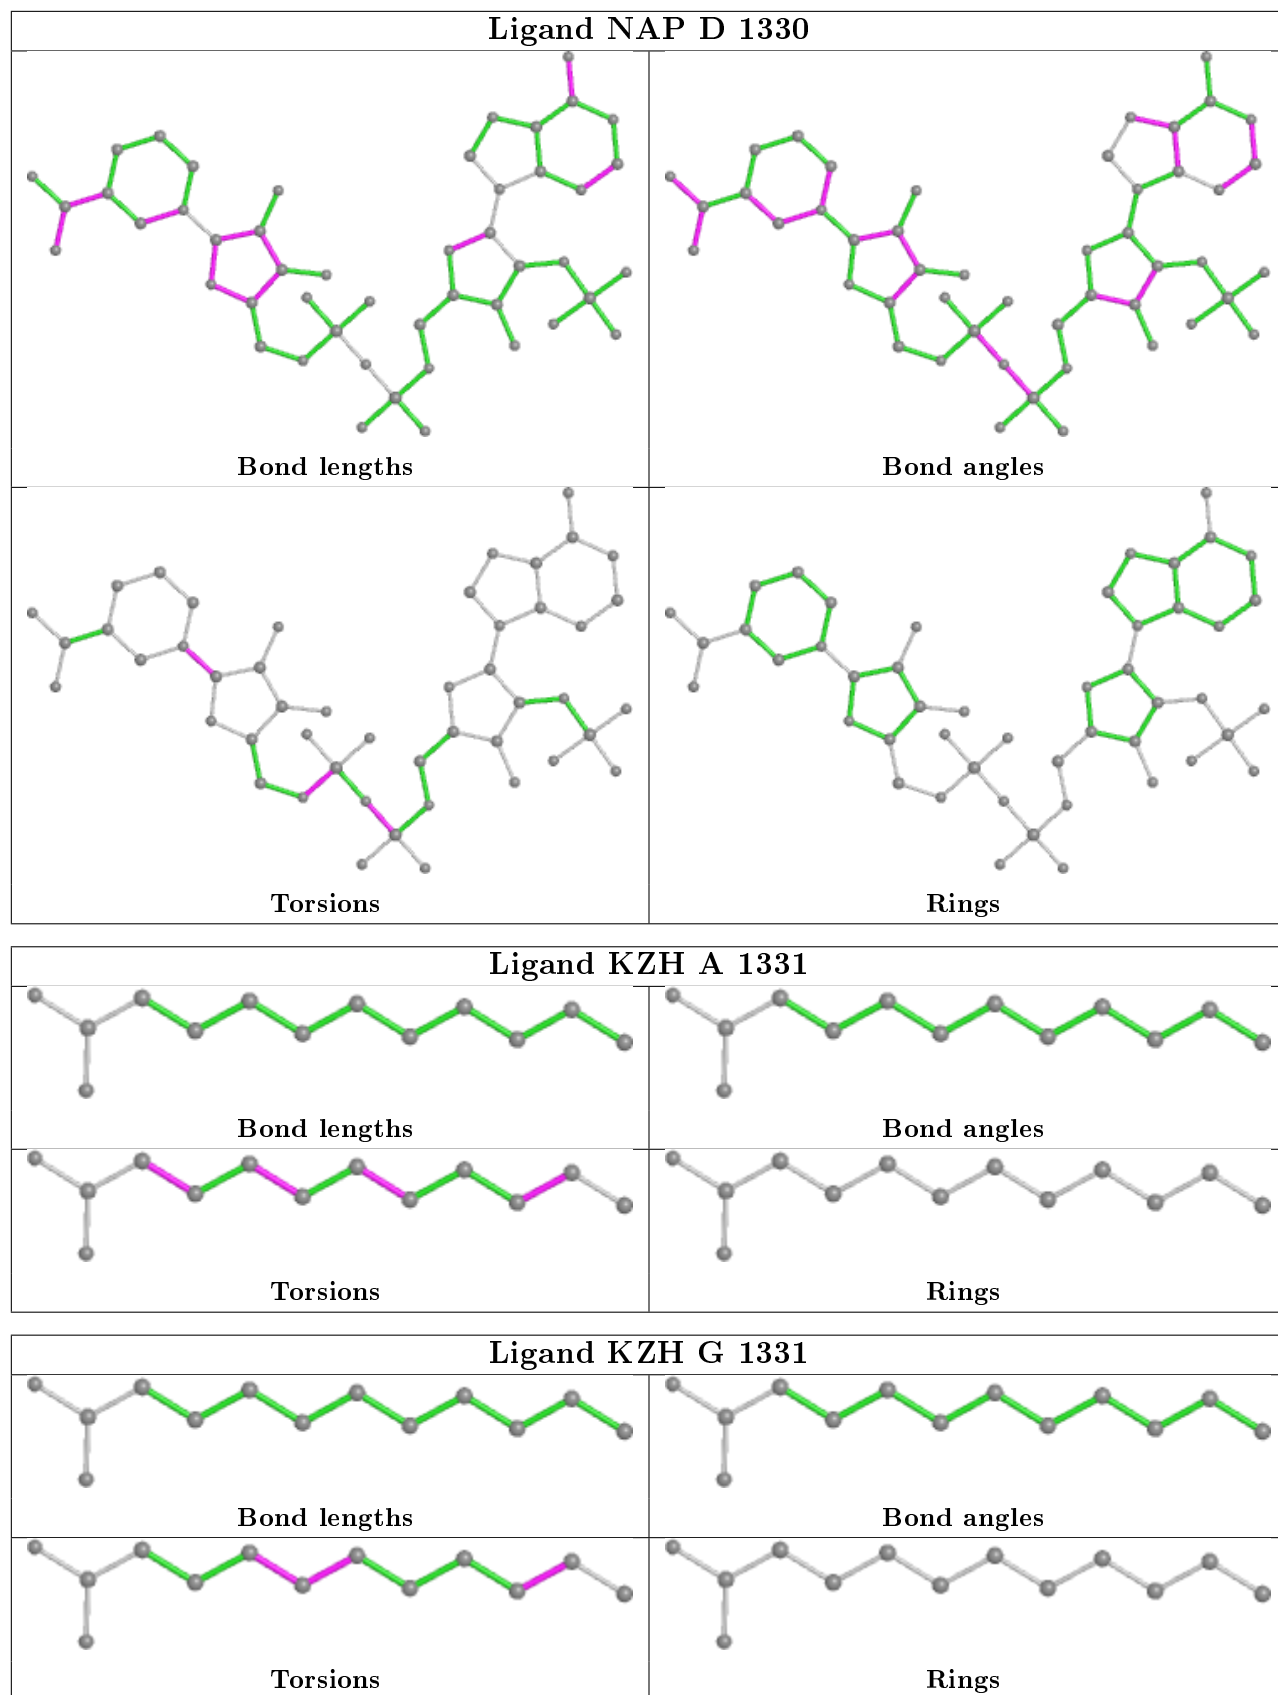 Ligand NAP D 1330
Bond lengths
Bond angles
Torsions
Rings
Ligand KZH A 1331
Bond lengths
Bond angles
Torsions
Rings
Ligand KZH G 1331
Bond lengths
Bond angles
Torsions
Rings